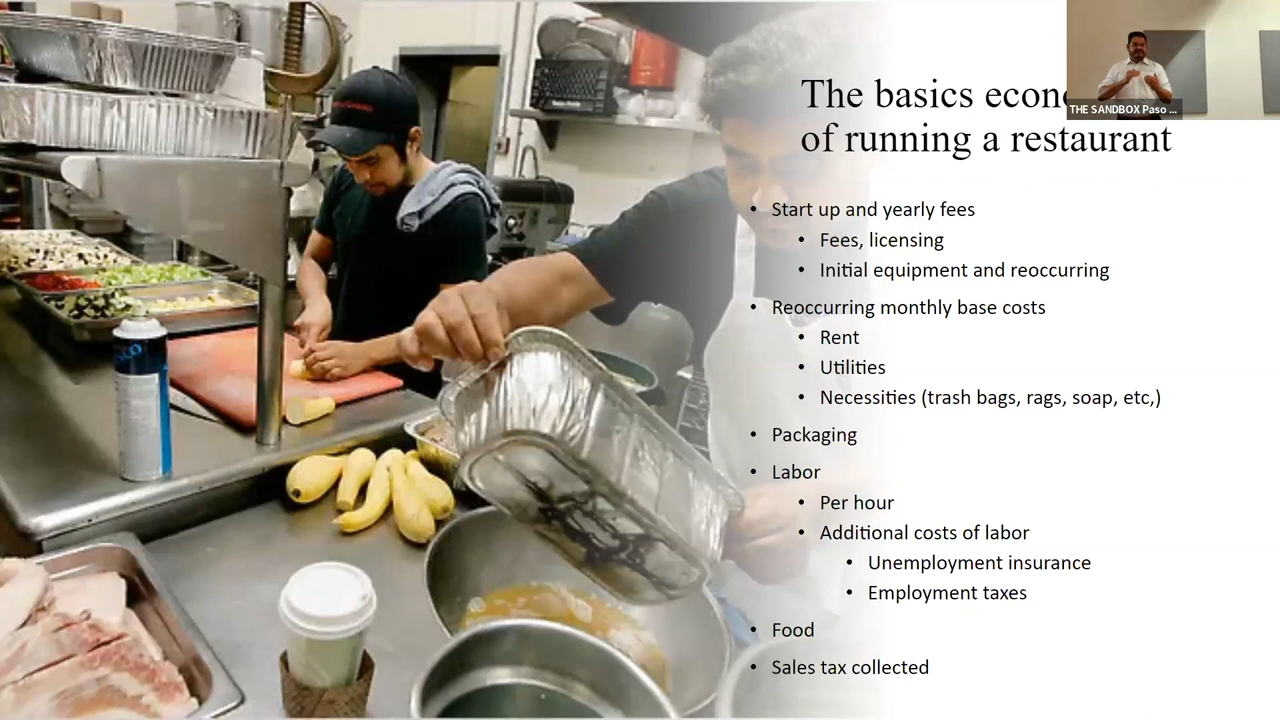 The basics econo
of running a restaurant
THE SANDBOX Paso ...
• Start up and yearly fees
• Fees, licensing
• Initial equipment and reoccurring
• Reoccurring monthly base costs
• Rent
• Utilities
• Necessities (trash bags, rags, soap, etc,)
• Packaging
• Labor
• Per hour
• Additional costs of labor
• Unemployment insurance
• Employment taxes
• Food
• Sales tax collected